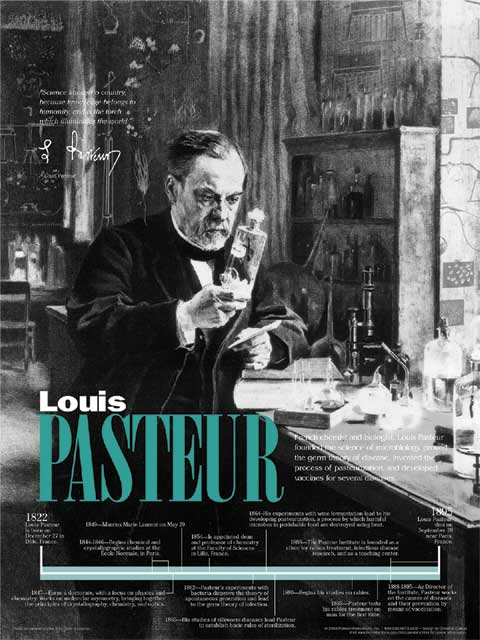 "Science knows no country,
because knowledge belongs to
humanity, and is the torch
which illuminates the world."
Louis Pasteur
Louis
PASTEUR
French chemist and biologist, Louis Pasteur
founded the science of microbiology, proved
the germ theory of disease, invented the
process of pasteurization, and developed
vaccines for several diseases.
1822
Louis Pasteur
is born on
December 27 in
Dôle, France.
1849—Marries Marie Laurent on May 29.
1844-1846—Begins chemical and
crystallographic studies at the
École Normale, in Paris.
1854—Is appointed dean
and professor of chemistry
at the Faculty of Sciences
in Lille, France.
1864—His experiments with wine fermentation lead to his
developing pasteurization, a process by which harmful
microbes in perishable food are destroyed using heat.
1888—The Pasteur Institute is founded as a
clinic for rabies treatment, infectious disease
research and as a teaching center.
1895
Louis Pasteur
dies on
September 28
near Paris,
France.
1847—Earns a doctorate, with a focus on physics and
chemistry. Works on molecular asymmetry, bringing together
the principles of crystallography, chemistry, and optics.
1862—Pasteur's experiments with
bacteria disprove the theory of
spontaneous generation and lead
to the germ theory of infection.
1865—His studies of silkworm diseases lead Pasteur
to establish basic rules of sterilization.
1880—Begins his studies on rabies.
1885—Pasteur tests
his rabies treatment on
man for the first time.
1888-1895—As Director of
the Institute, Pasteur works
on the causes of diseases
and their prevention by
means of vaccination.